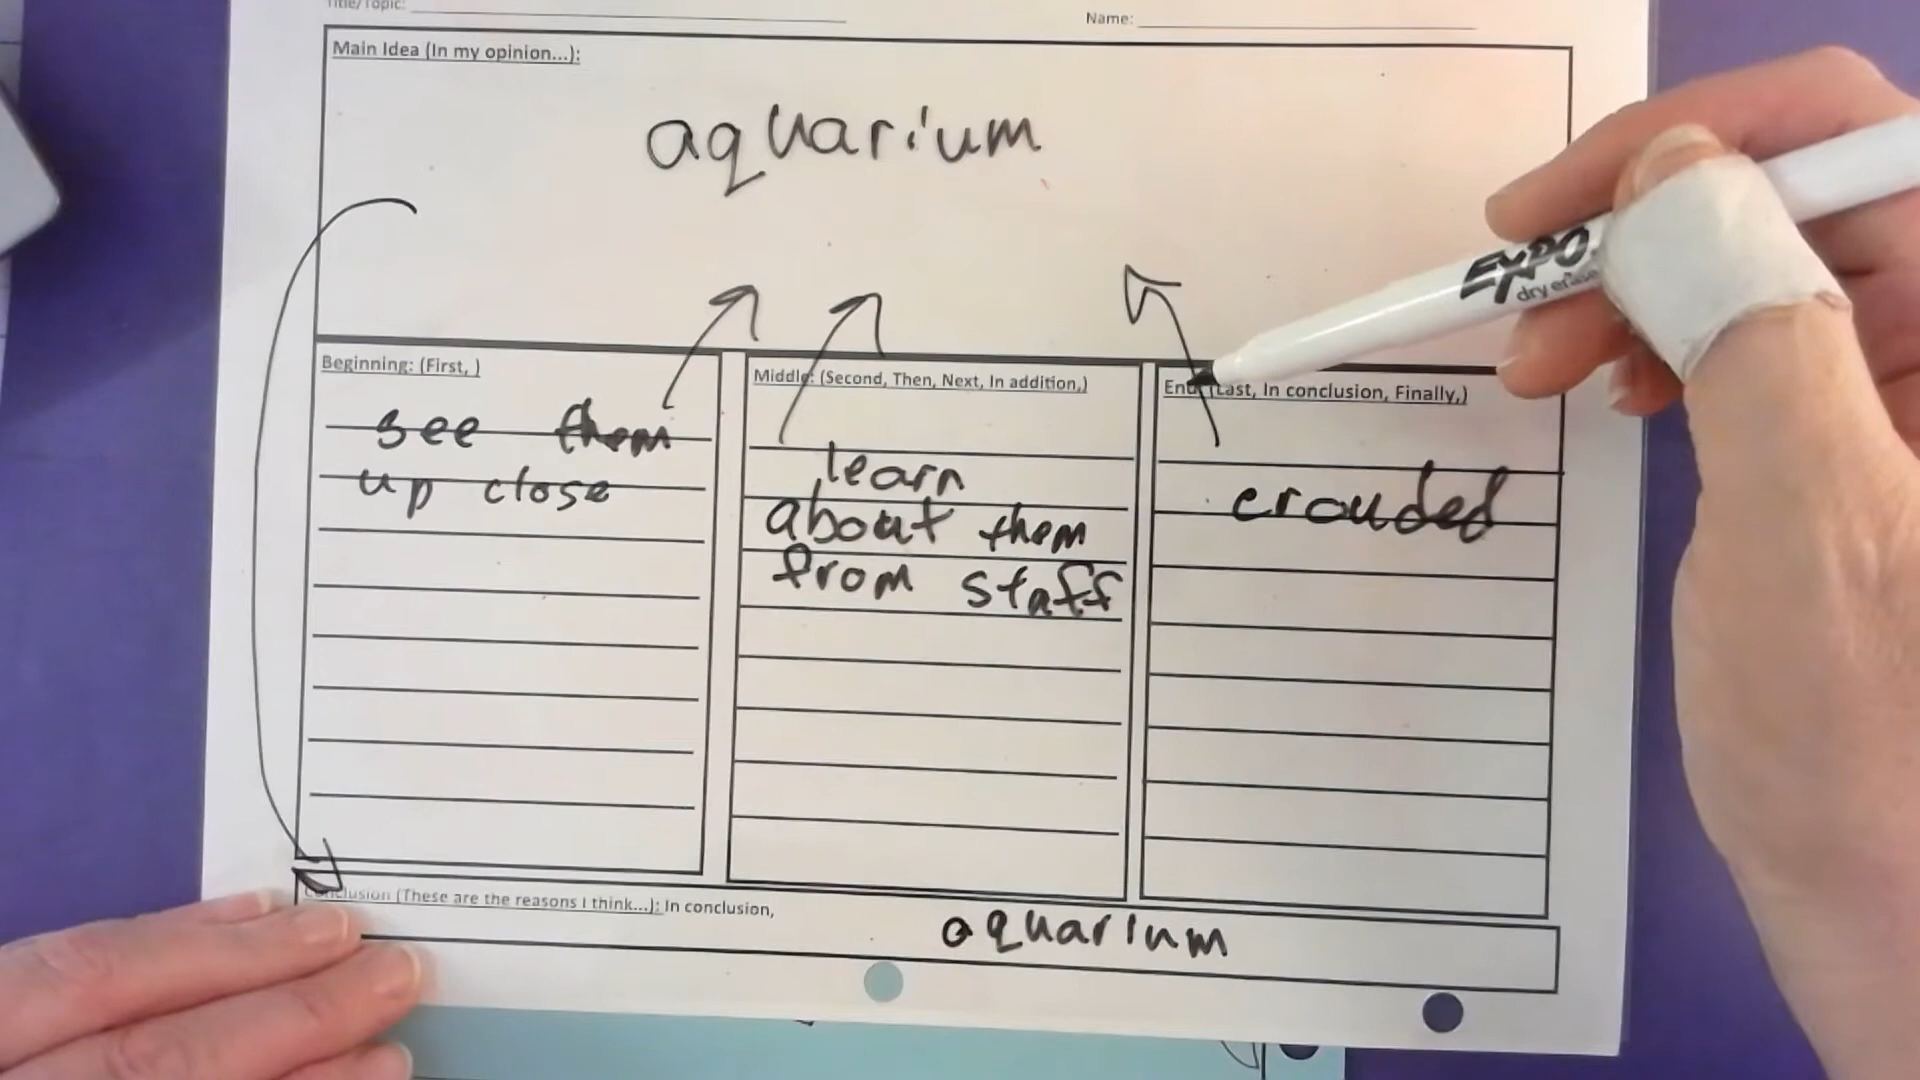 Title/Topic:
Name:
Main Idea (In my opinion...):
aquarium
EXPO
dry erase
Beginning: (First, )
see them
up close
Middle: (Second, Then, Next, In addition,)
learn
about them
from staff
End: (Last, In conclusion, Finally,)
crouded
Conclusion (These are the reasons I think...): In conclusion,
aquarium